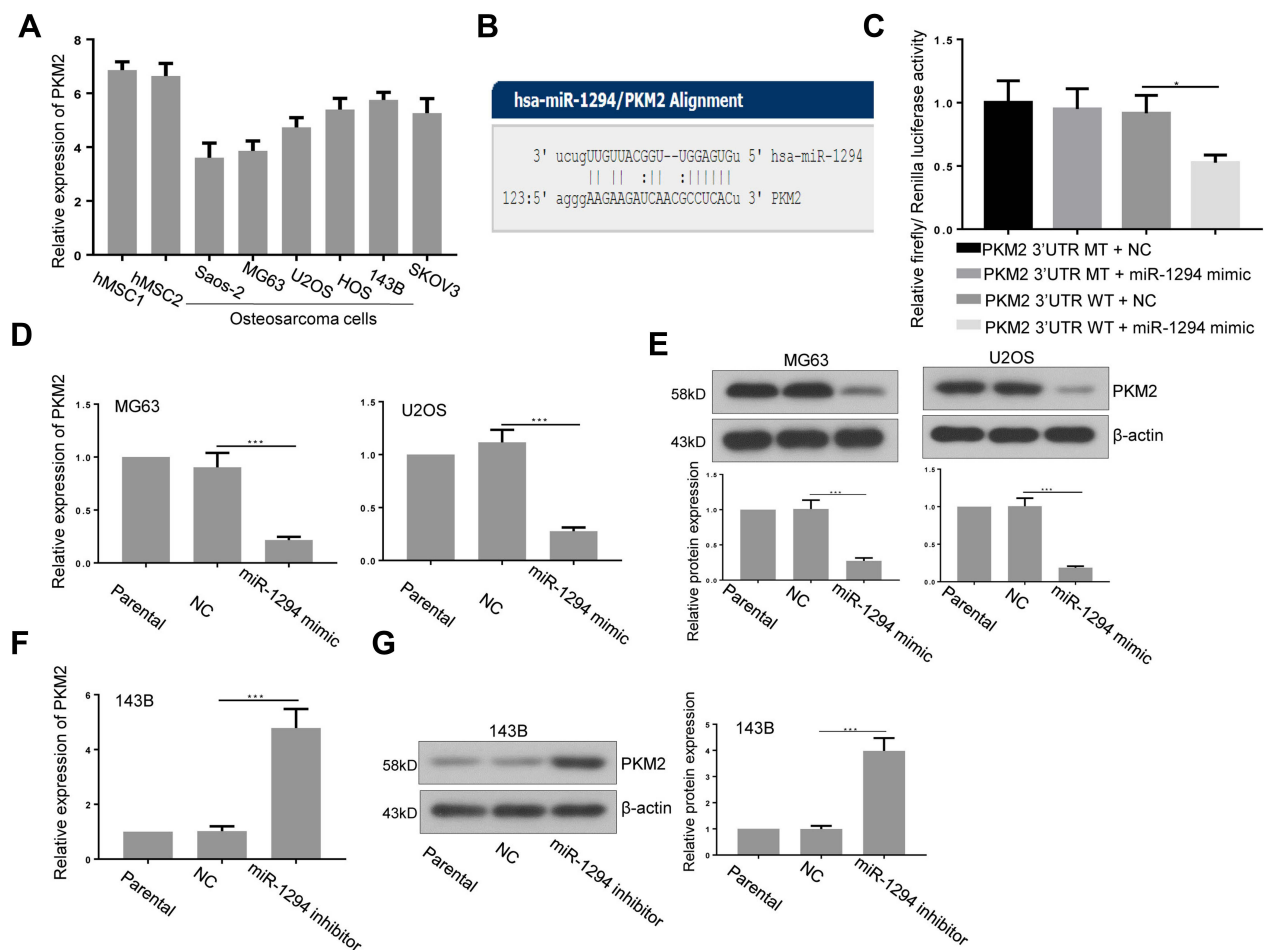 A
Relative expression of PKM2
8
6
4
2
0
hMSC1
hMSC2
Saos-2
MG63
U2OS
HOS
143B
SKOV3
Osteosarcoma cells
B
hsa-miR-1294/PKM2 Alignment
3' ucugUUGUUACGGU--UGGAGUGu 5' hsa-miR-1294
|| || :|| :||||||
123:5' agggAAGAAGAUCAACGCCUCACu 3' PKM2
C
Relative firefly/ Renilla luciferase activity
1.5
1.0
0.5
0.0
*
PKM2 3'UTR MT + NC
PKM2 3'UTR MT + miR-1294 mimic
PKM2 3'UTR WT + NC
PKM2 3'UTR WT + miR-1294 mimic
D
Relative expression of PKM2
MG63
1.5
1.0
0.5
0.0
***
Parental
NC
miR-1294 mimic
U2OS
1.5
1.0
0.5
0.0
***
Parental
NC
miR-1294 mimic
E
MG63
58kD
43kD
U2OS
PKM2
β-actin
Relative protein expression
1.5
1.0
0.5
0.0
***
Parental
NC
miR-1294 mimic
1.5
1.0
0.5
0.0
***
Parental
NC
miR-1294 mimic
F
Relative expression of PKM2
143B
6
4
2
0
***
Parental
NC
miR-1294 inhibitor
G
143B
58kD
PKM2
43kD
β-actin
Parental
NC
miR-1294 inhibitor
Relative protein expression
143B
5
4
3
2
1
0
***
Parental
NC
miR-1294 inhibitor